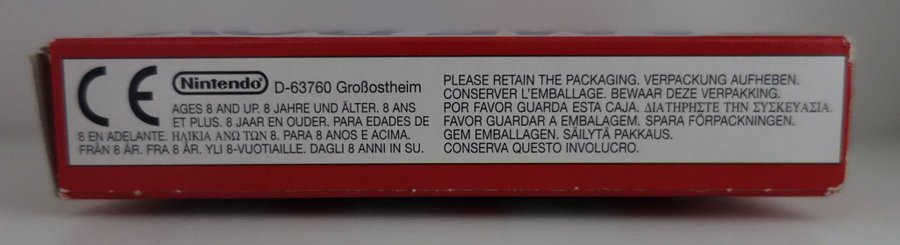 CE Nintendo D-63760 Großostheim
AGES 8 AND UP. 8 JAHRE UND ÄLTER. 8 ANS
ET PLUS. 8 JAAR EN OUDER. PARA EDADES DE
8 EN ADELANTE. ΗΛΙΚΙΑ ΑΝΩ ΤΩΝ 8. PARA 8 ANOS E ACIMA.
FRÅN 8 ÅR. FRA 8 ÅR. YLI 8-VUOTIAILLE. DAGLI 8 ANNI IN SU.
PLEASE RETAIN THE PACKAGING. VERPACKUNG AUFHEBEN.
CONSERVER L'EMBALLAGE. BEWAAR DEZE VERPAKKING.
POR FAVOR GUARDA ESTA CAJA. ΔΙΑΤΗΡΗΣΤΕ ΤΗΝ ΣΥΣΚΕΥΑΣΙΑ.
FAVOR GUARDAR A EMBALAGEM. SPARA FÖRPACKNINGEN.
GEM EMBALLAGEN. SÄILYTÄ PAKKAUS.
CONSERVA QUESTO INVOLUCRO.